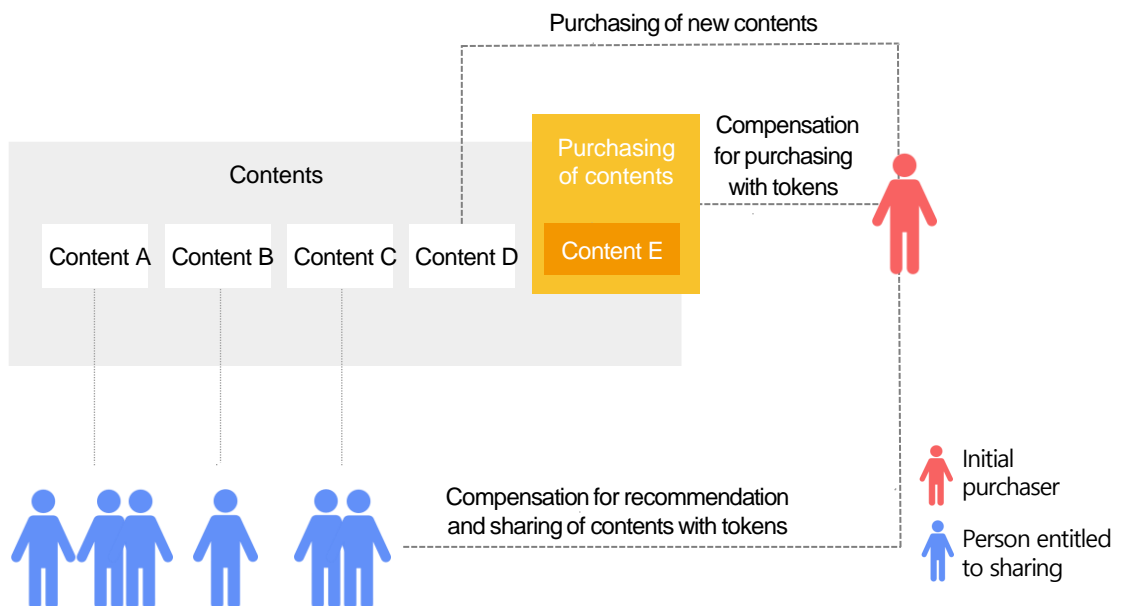 Purchasing of new contents
Compensation
for purchasing
with tokens
Purchasing
of contents
Contents
Content A
Content B
Content C
Content D
Content E
Initial
purchaser
Compensation for recommendation
and sharing of contents with tokens
Person entitled
to sharing